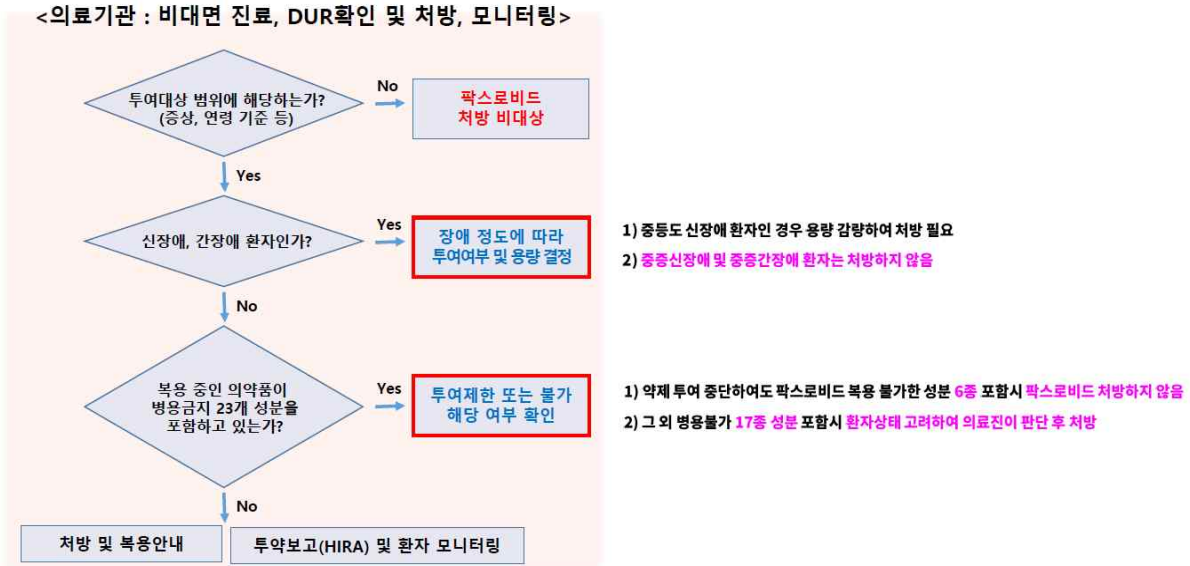 <의료기관 : 비대면 진료, DUR확인 및 처방, 모니터링>
투여대상 범위에 해당하는가?
(증상, 연령 기준 등)
No
팍스로비드
처방 비대상
Yes
신장애, 간장애 환자인가?
Yes
장애 정도에 따라
투여여부 및 용량 결정
1) 중등도 신장애 환자인 경우 용량 감량하여 처방 필요
2) 중증신장애 및 중증간장애 환자는 처방하지 않음
No
복용 중인 의약품이
병용금지 23개 성분을
포함하고 있는가?
Yes
투여제한 또는 불가
해당 여부 확인
1) 약제 투여 중단하여도 팍스로비드 복용 불가한 성분 6종 포함시 팍스로비드 처방하지 않음
2) 그 외 병용불가 17종 성분 포함시 환자상태 고려하여 의료진이 판단 후 처방
No
처방 및 복용안내
투약보고(HIRA) 및 환자 모니터링